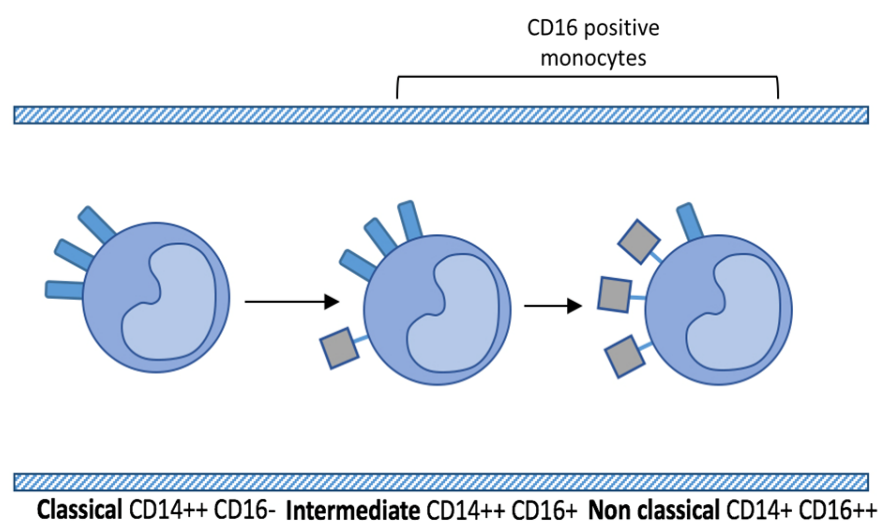 CD16 positive
monocytes
Classical CD14++ CD16- Intermediate CD14++ CD16+ Non classical CD14+ CD16++